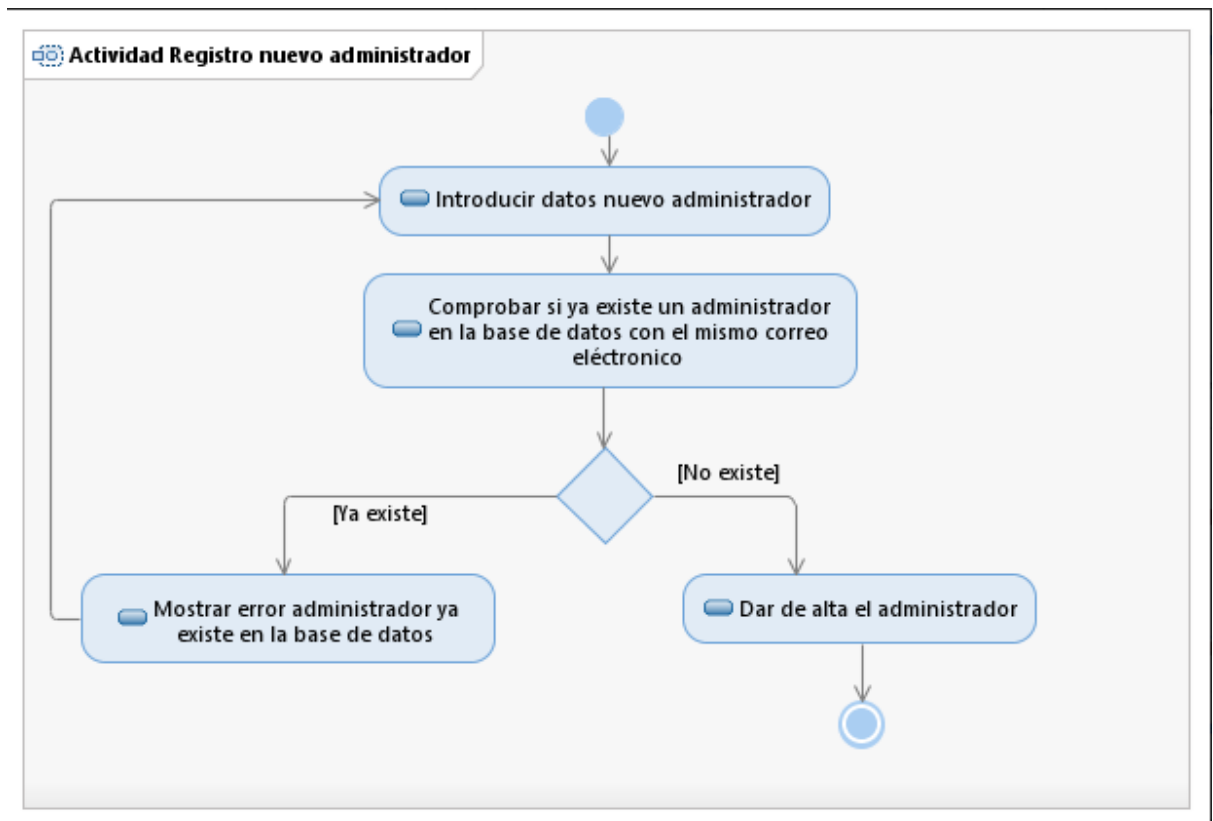 Actividad Registro nuevo administrador
Introducir datos nuevo administrador
Comprobar si ya existe un administrador
en la base de datos con el mismo correo
eléctronico
[No existe]
[Ya existe]
Mostrar error administrador ya
existe en la base de datos
Dar de alta el administrador